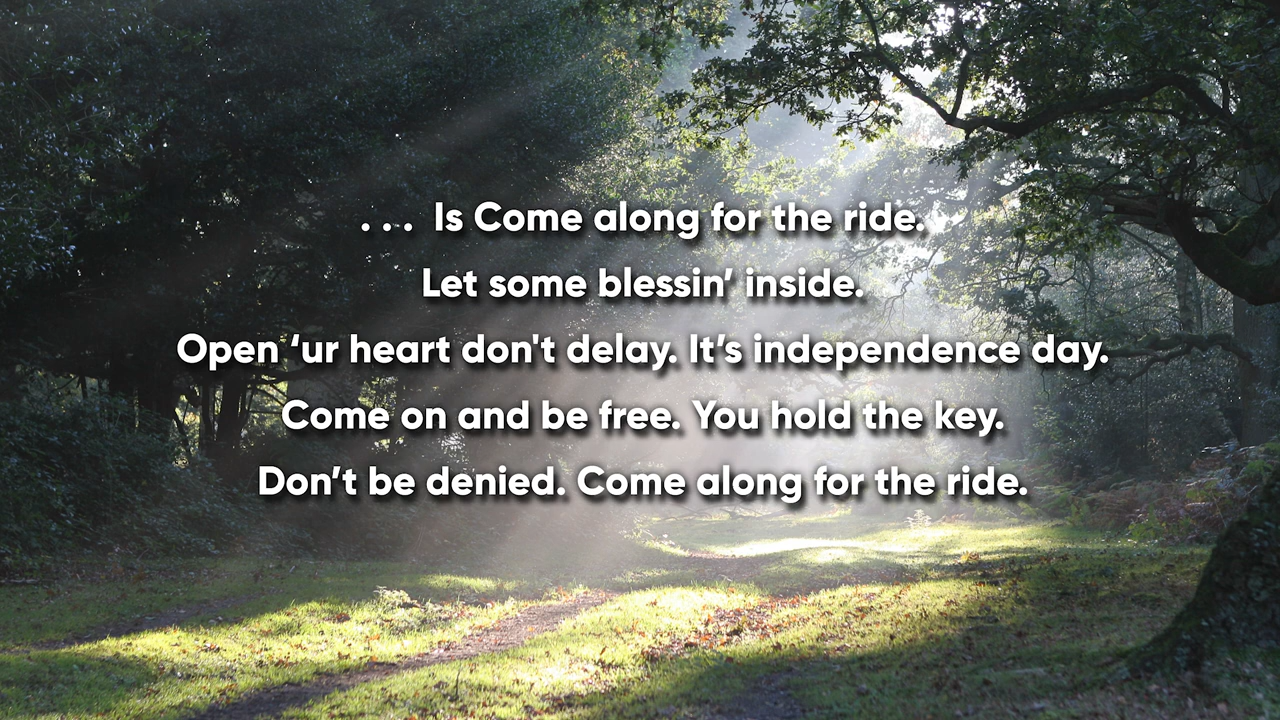 . . .  Is Come along for the ride.
Let some blessin’ inside.
Open ‘ur heart don't delay. It’s independence day.
Come on and be free. You hold the key.
Don’t be denied. Come along for the ride.